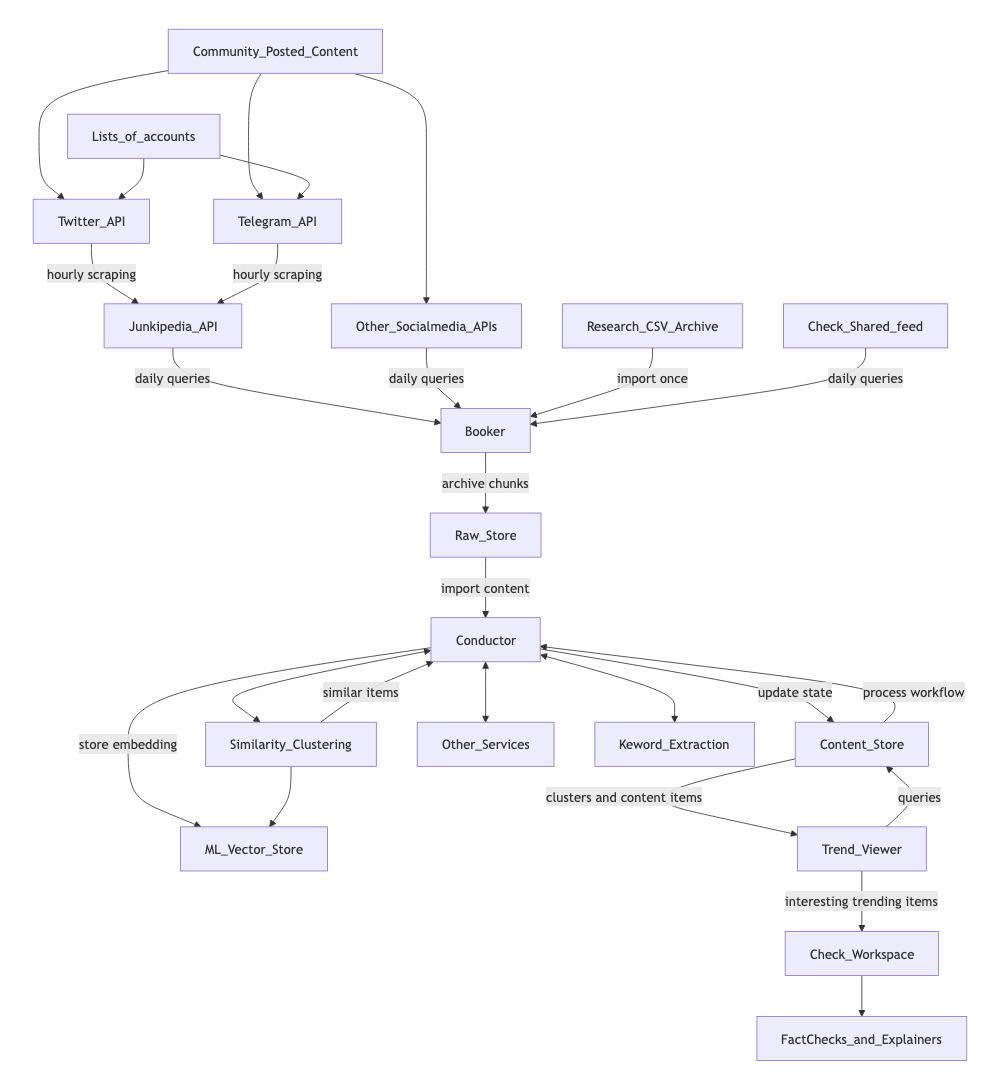 Community_Posted_Content
Lists_of_accounts
Twitter_API
Telegram_API
hourly scraping
hourly scraping
Junkipedia_API
Other_Socialmedia_APIs
Research_CSV_Archive
Check_Shared_feed
daily queries
daily queries
import once
daily queries
Booker
archive chunks
Raw_Store
import content
Conductor
similar items
update state
process workflow
store embedding
Similarity_Clustering
Other_Services
Keword_Extraction
Content_Store
clusters and content items
queries
ML_Vector_Store
Trend_Viewer
interesting trending items
Check_Workspace
FactChecks_and_Explainers